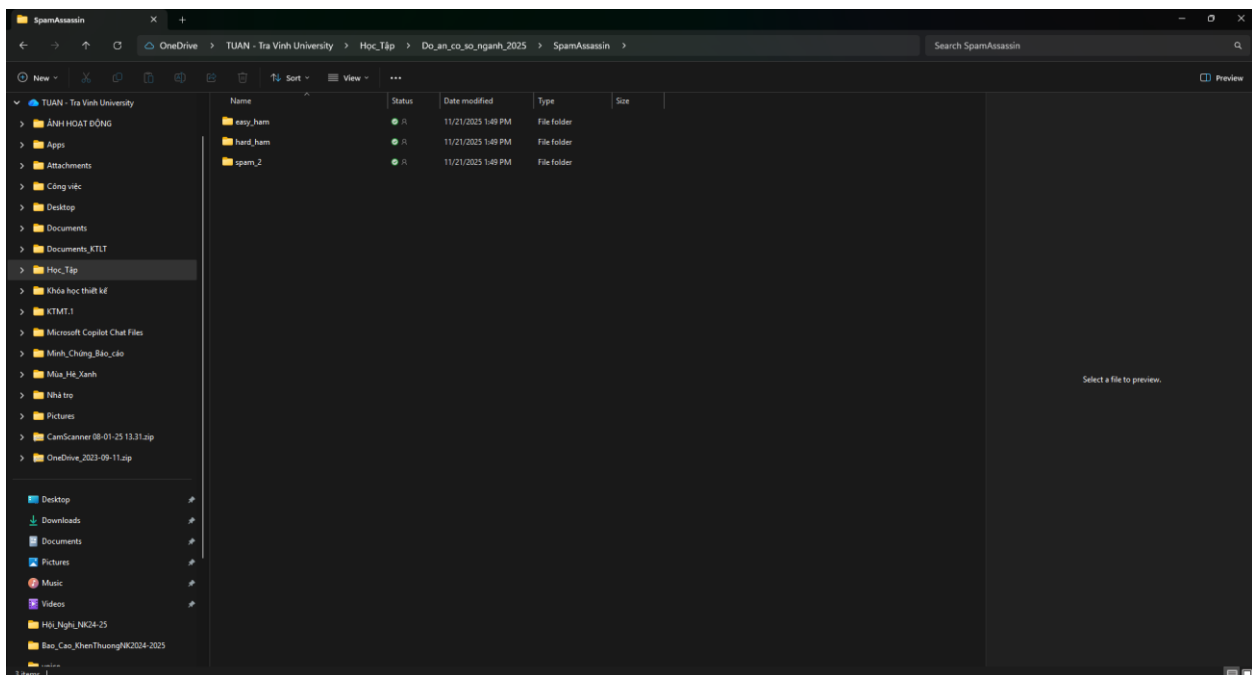 SpamAssassin
OneDrive > TUAN - Tra Vinh University > Học_Tập > Do_an_co_so_nganh_2025 > SpamAssassin >
Search SpamAssassin
New
Sort
View
Preview
TUAN - Tra Vinh University
ẢNH HOẠT ĐỘNG
Apps
Attachments
Công việc
Desktop
Documents
Documents_KTLT
Học_Tập
Khóa học thiết kế
KTMT.1
Microsoft Copilot Chat Files
Minh_Chứng_Báo_cáo
Mùa_Hè_Xanh
Nhà trọ
Pictures
CamScanner 08-01-25 13.31.zip
OneDrive_2023-09-11.zip
Desktop
Downloads
Documents
Pictures
Music
Videos
Hội_Nghị_NK24-25
Bao_Cao_KhenThuongNK2024-2025
3 items
Name Status Date modified Type Size
easy_ham 11/21/2025 1:49 PM File folder
hard_ham 11/21/2025 1:49 PM File folder
spam_2 11/21/2025 1:49 PM File folder
Select a file to preview.